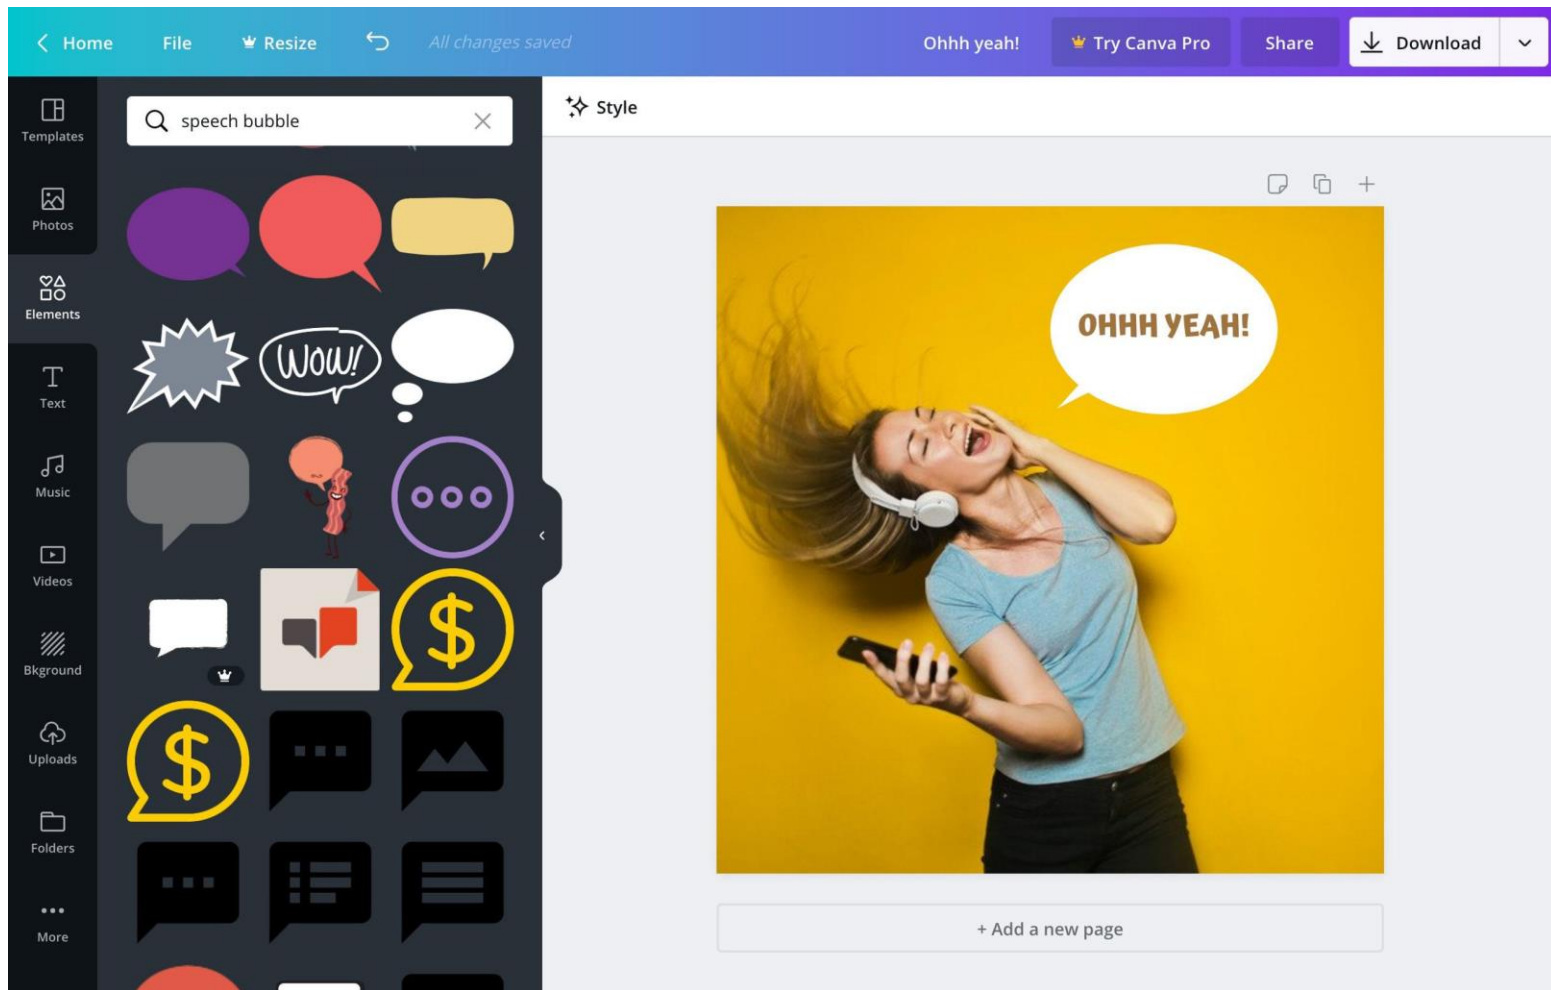 Home File Resize All changes saved Ohhh yeah! Try Canva Pro Share Download
Templates
Photos
Elements
Text
Music
Videos
Bkground
Uploads
Folders
More
speech bubble
WOW!
$
$
Style
OHHH YEAH!
+ Add a new page